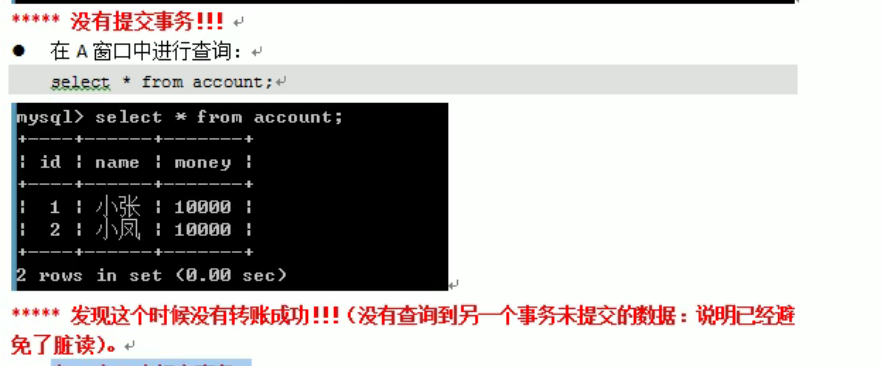 ***** 没有提交事务!!!
● 在 A 窗口中进行查询：
select * from account;
mysql> select * from account;
+----+------+-------+
| id | name | money |
+----+------+-------+
| 1 | 小张 | 10000 |
| 2 | 小凤 | 10000 |
+----+------+-------+
2 rows in set (0.00 sec)
***** 发现这个时候没有转账成功!!!（没有查询到另一个事务未提交的数据：说明已经避
免了脏读）。